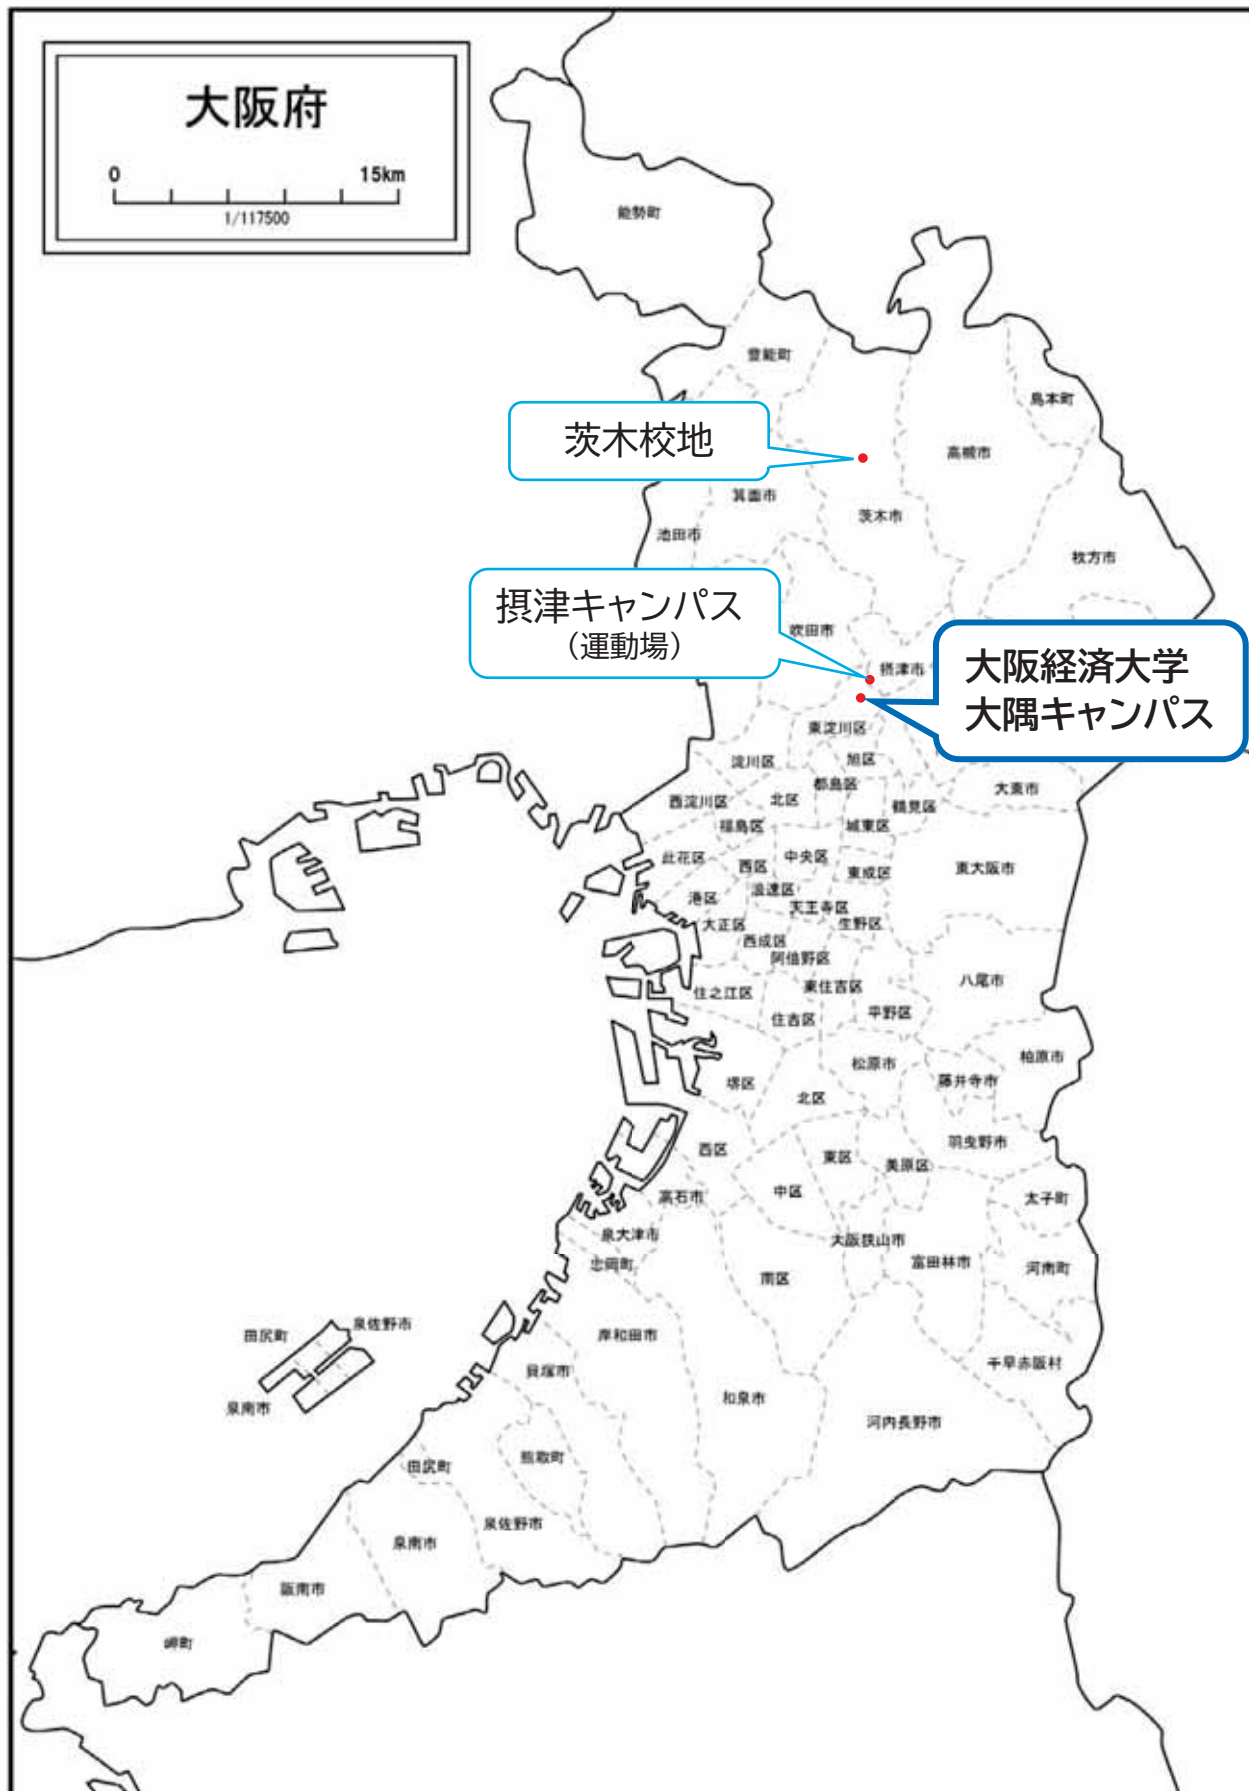 大阪府
0
15km
1/117500
能勢町
豊能町
島本町
茨木校地
高槻市
箕面市
茨木市
池田市
枚方市
摂津キャンパス
（運動場）
吹田市
摂津市
大阪経済大学
大隅キャンパス
東淀川区
淀川区
旭区
都島区
大東市
西淀川区
北区
鶴見区
福島区
城東区
此花区
西区
中央区
東成区
東大阪市
港区
浪速区
天王寺区
大正区
生野区
西成区
阿倍野区
住之江区
東住吉区
八尾市
住吉区
平野区
松原市
柏原市
堺区
藤井寺市
北区
西区
羽曳野市
東区
美原区
高石市
中区
太子町
泉大津市
大阪狭山市
忠岡町
富田林市
河南町
南区
田尻町
泉佐野市
岸和田市
貝塚市
千早赤阪村
泉南市
和泉市
河内長野市
田尻町
熊取町
泉佐野市
泉南市
阪南市
岬町